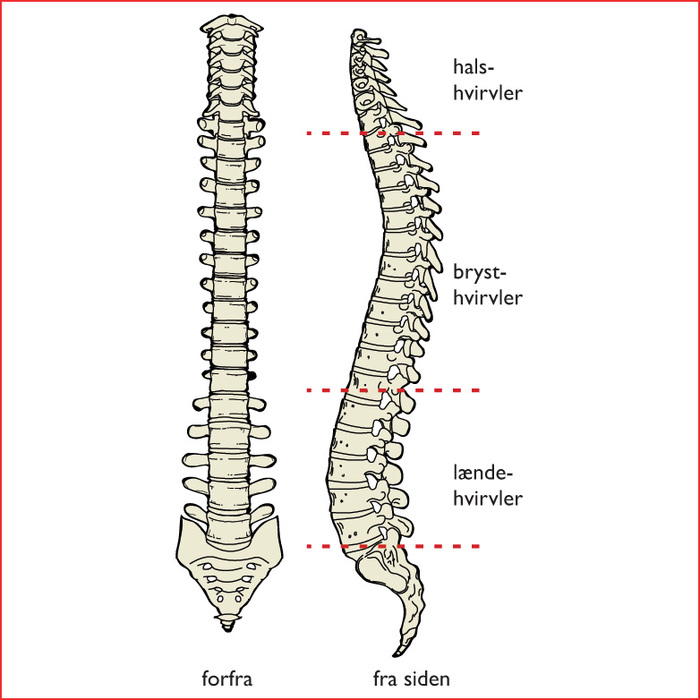 hals-
hvirvler
bryst-
hvirvler
lænde-
hvirvler
forfra
fra siden